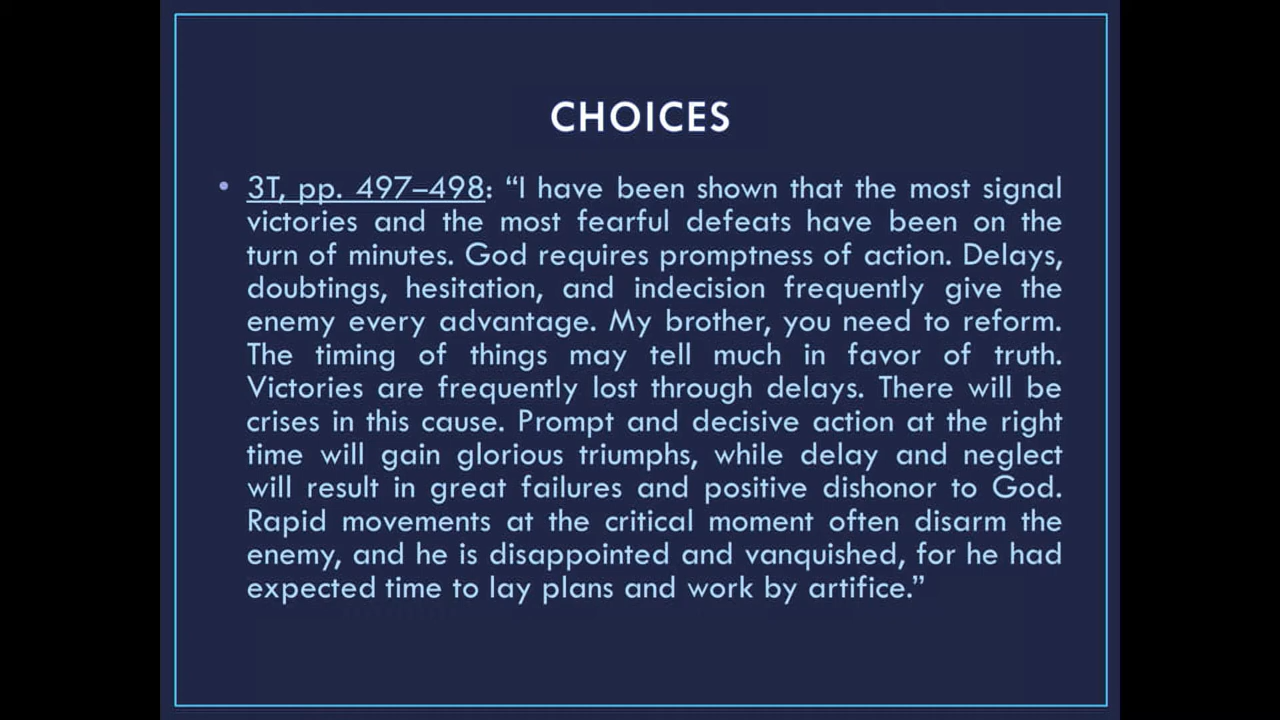 CHOICES
• 3T, pp. 497–498: “I have been shown that the most signal
victories and the most fearful defeats have been on the
turn of minutes. God requires promptness of action. Delays,
doubtings, hesitation, and indecision frequently give the
enemy every advantage. My brother, you need to reform.
The timing of things may tell much in favor of truth.
Victories are frequently lost through delays. There will be
crises in this cause. Prompt and decisive action at the right
time will gain glorious triumphs, while delay and neglect
will result in great failures and positive dishonor to God.
Rapid movements at the critical moment often disarm the
enemy, and he is disappointed and vanquished, for he had
expected time to lay plans and work by artifice.”